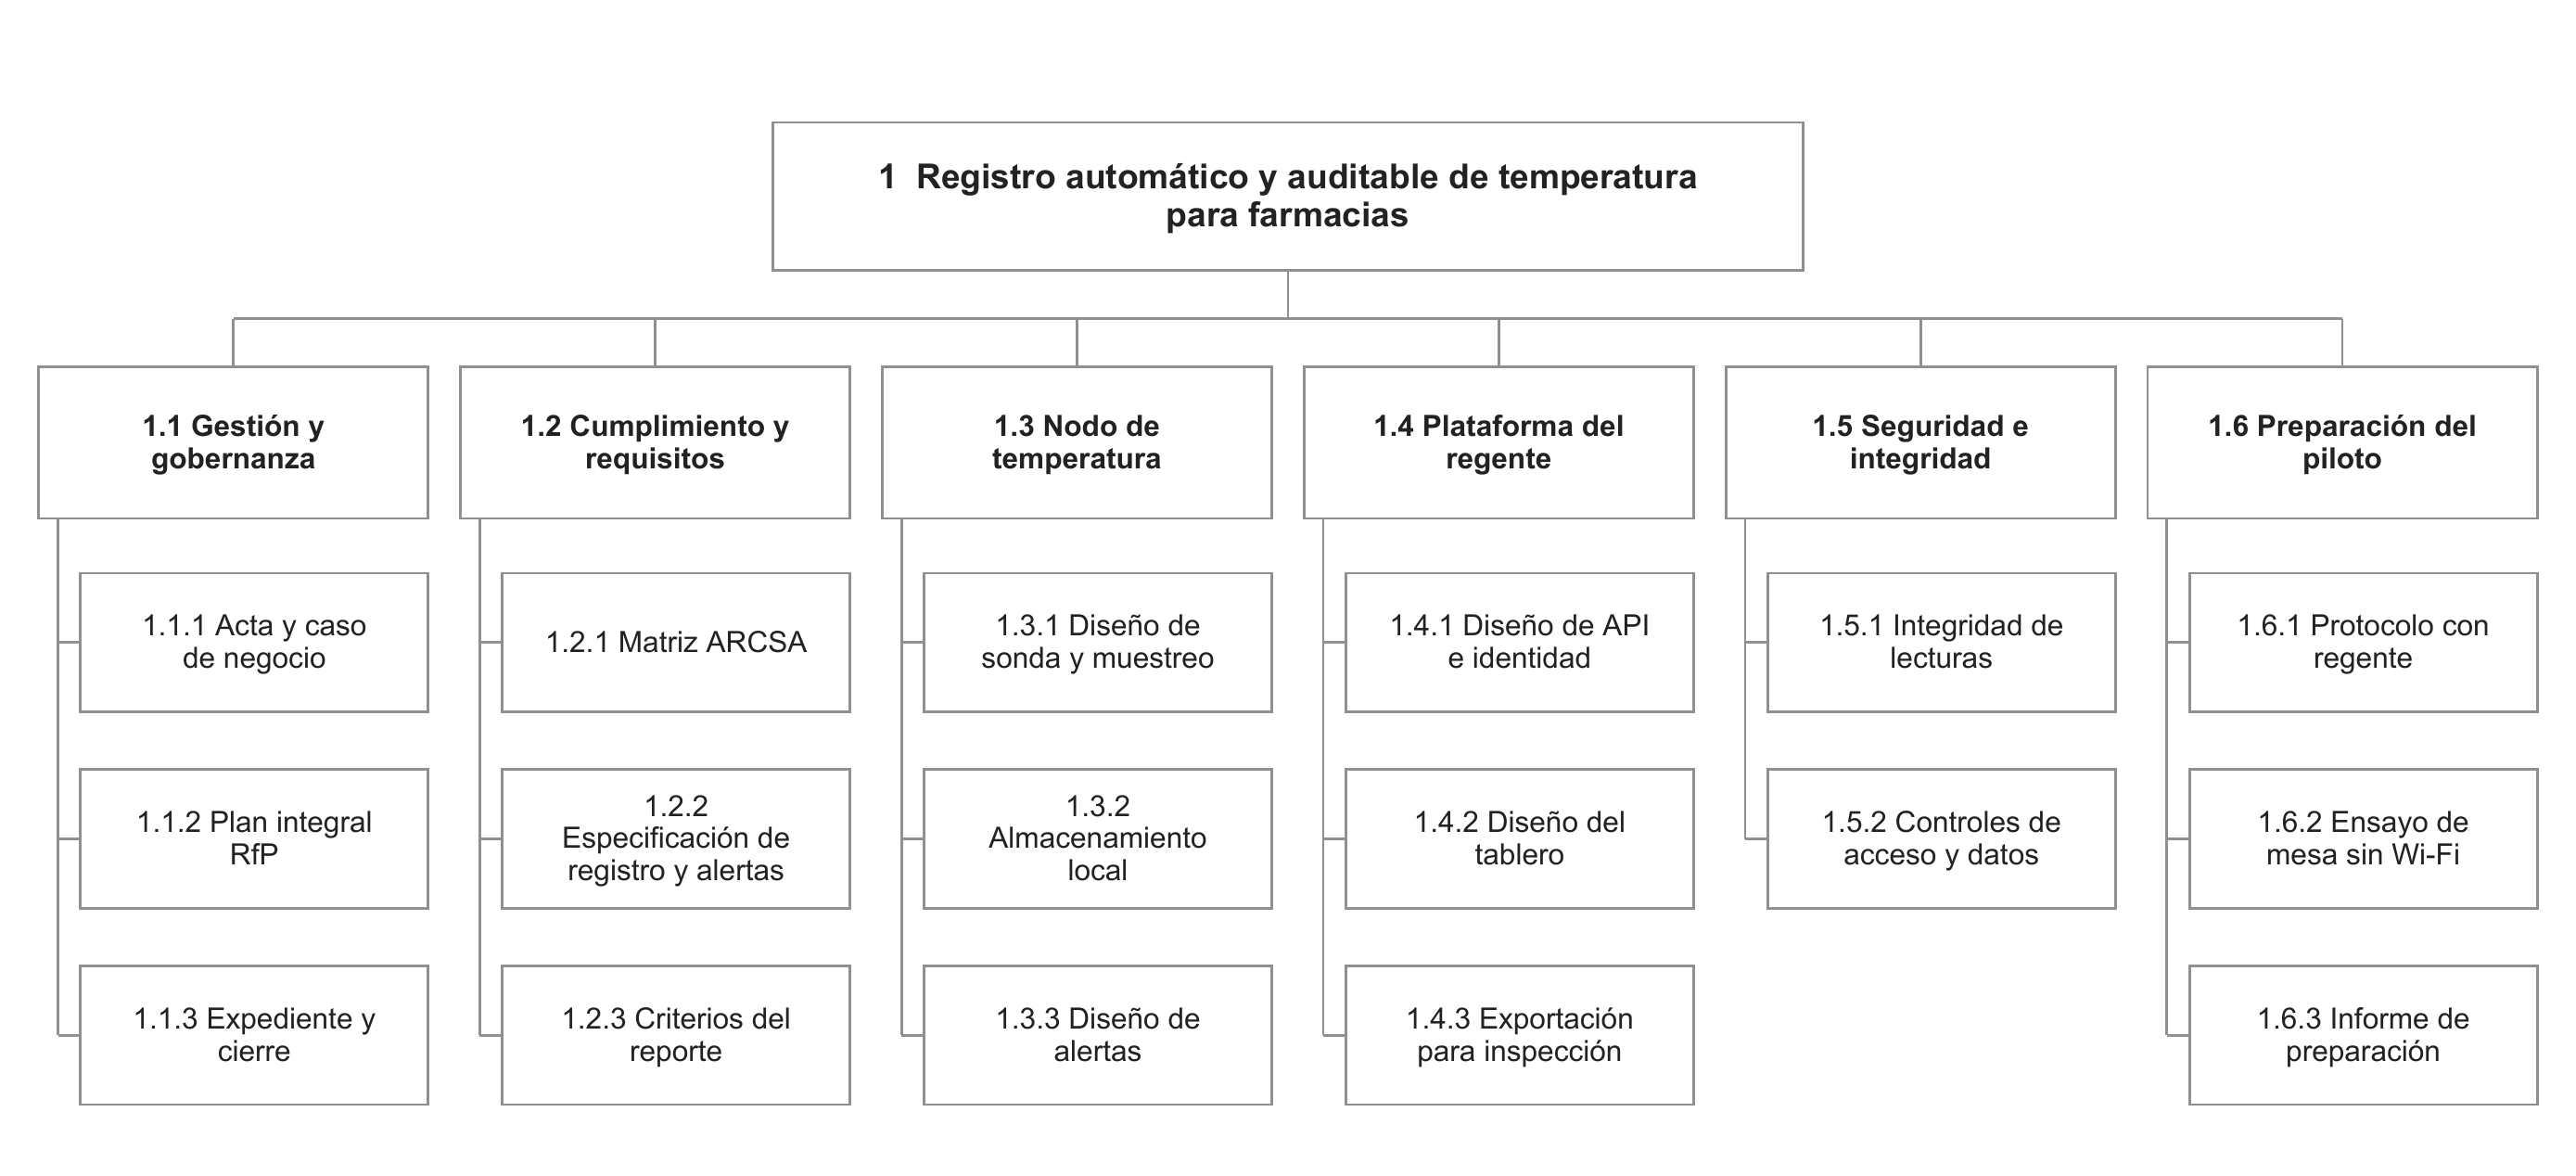 1  Registro automático y auditable de temperatura
para farmacias
1.1 Gestión y
gobernanza
1.2 Cumplimiento y
requisitos
1.3 Nodo de
temperatura
1.4 Plataforma del
regente
1.5 Seguridad e
integridad
1.6 Preparación del
piloto
1.1.1 Acta y caso
de negocio
1.2.1 Matriz ARCSA
1.3.1 Diseño de
sonda y muestreo
1.4.1 Diseño de API
e identidad
1.5.1 Integridad de
lecturas
1.6.1 Protocolo con
regente
1.1.2 Plan integral
RfP
1.2.2
Especificación de
registro y alertas
1.3.2
Almacenamiento
local
1.4.2 Diseño del
tablero
1.5.2 Controles de
acceso y datos
1.6.2 Ensayo de
mesa sin Wi-Fi
1.1.3 Expediente y
cierre
1.2.3 Criterios del
reporte
1.3.3 Diseño de
alertas
1.4.3 Exportación
para inspección
1.6.3 Informe de
preparación